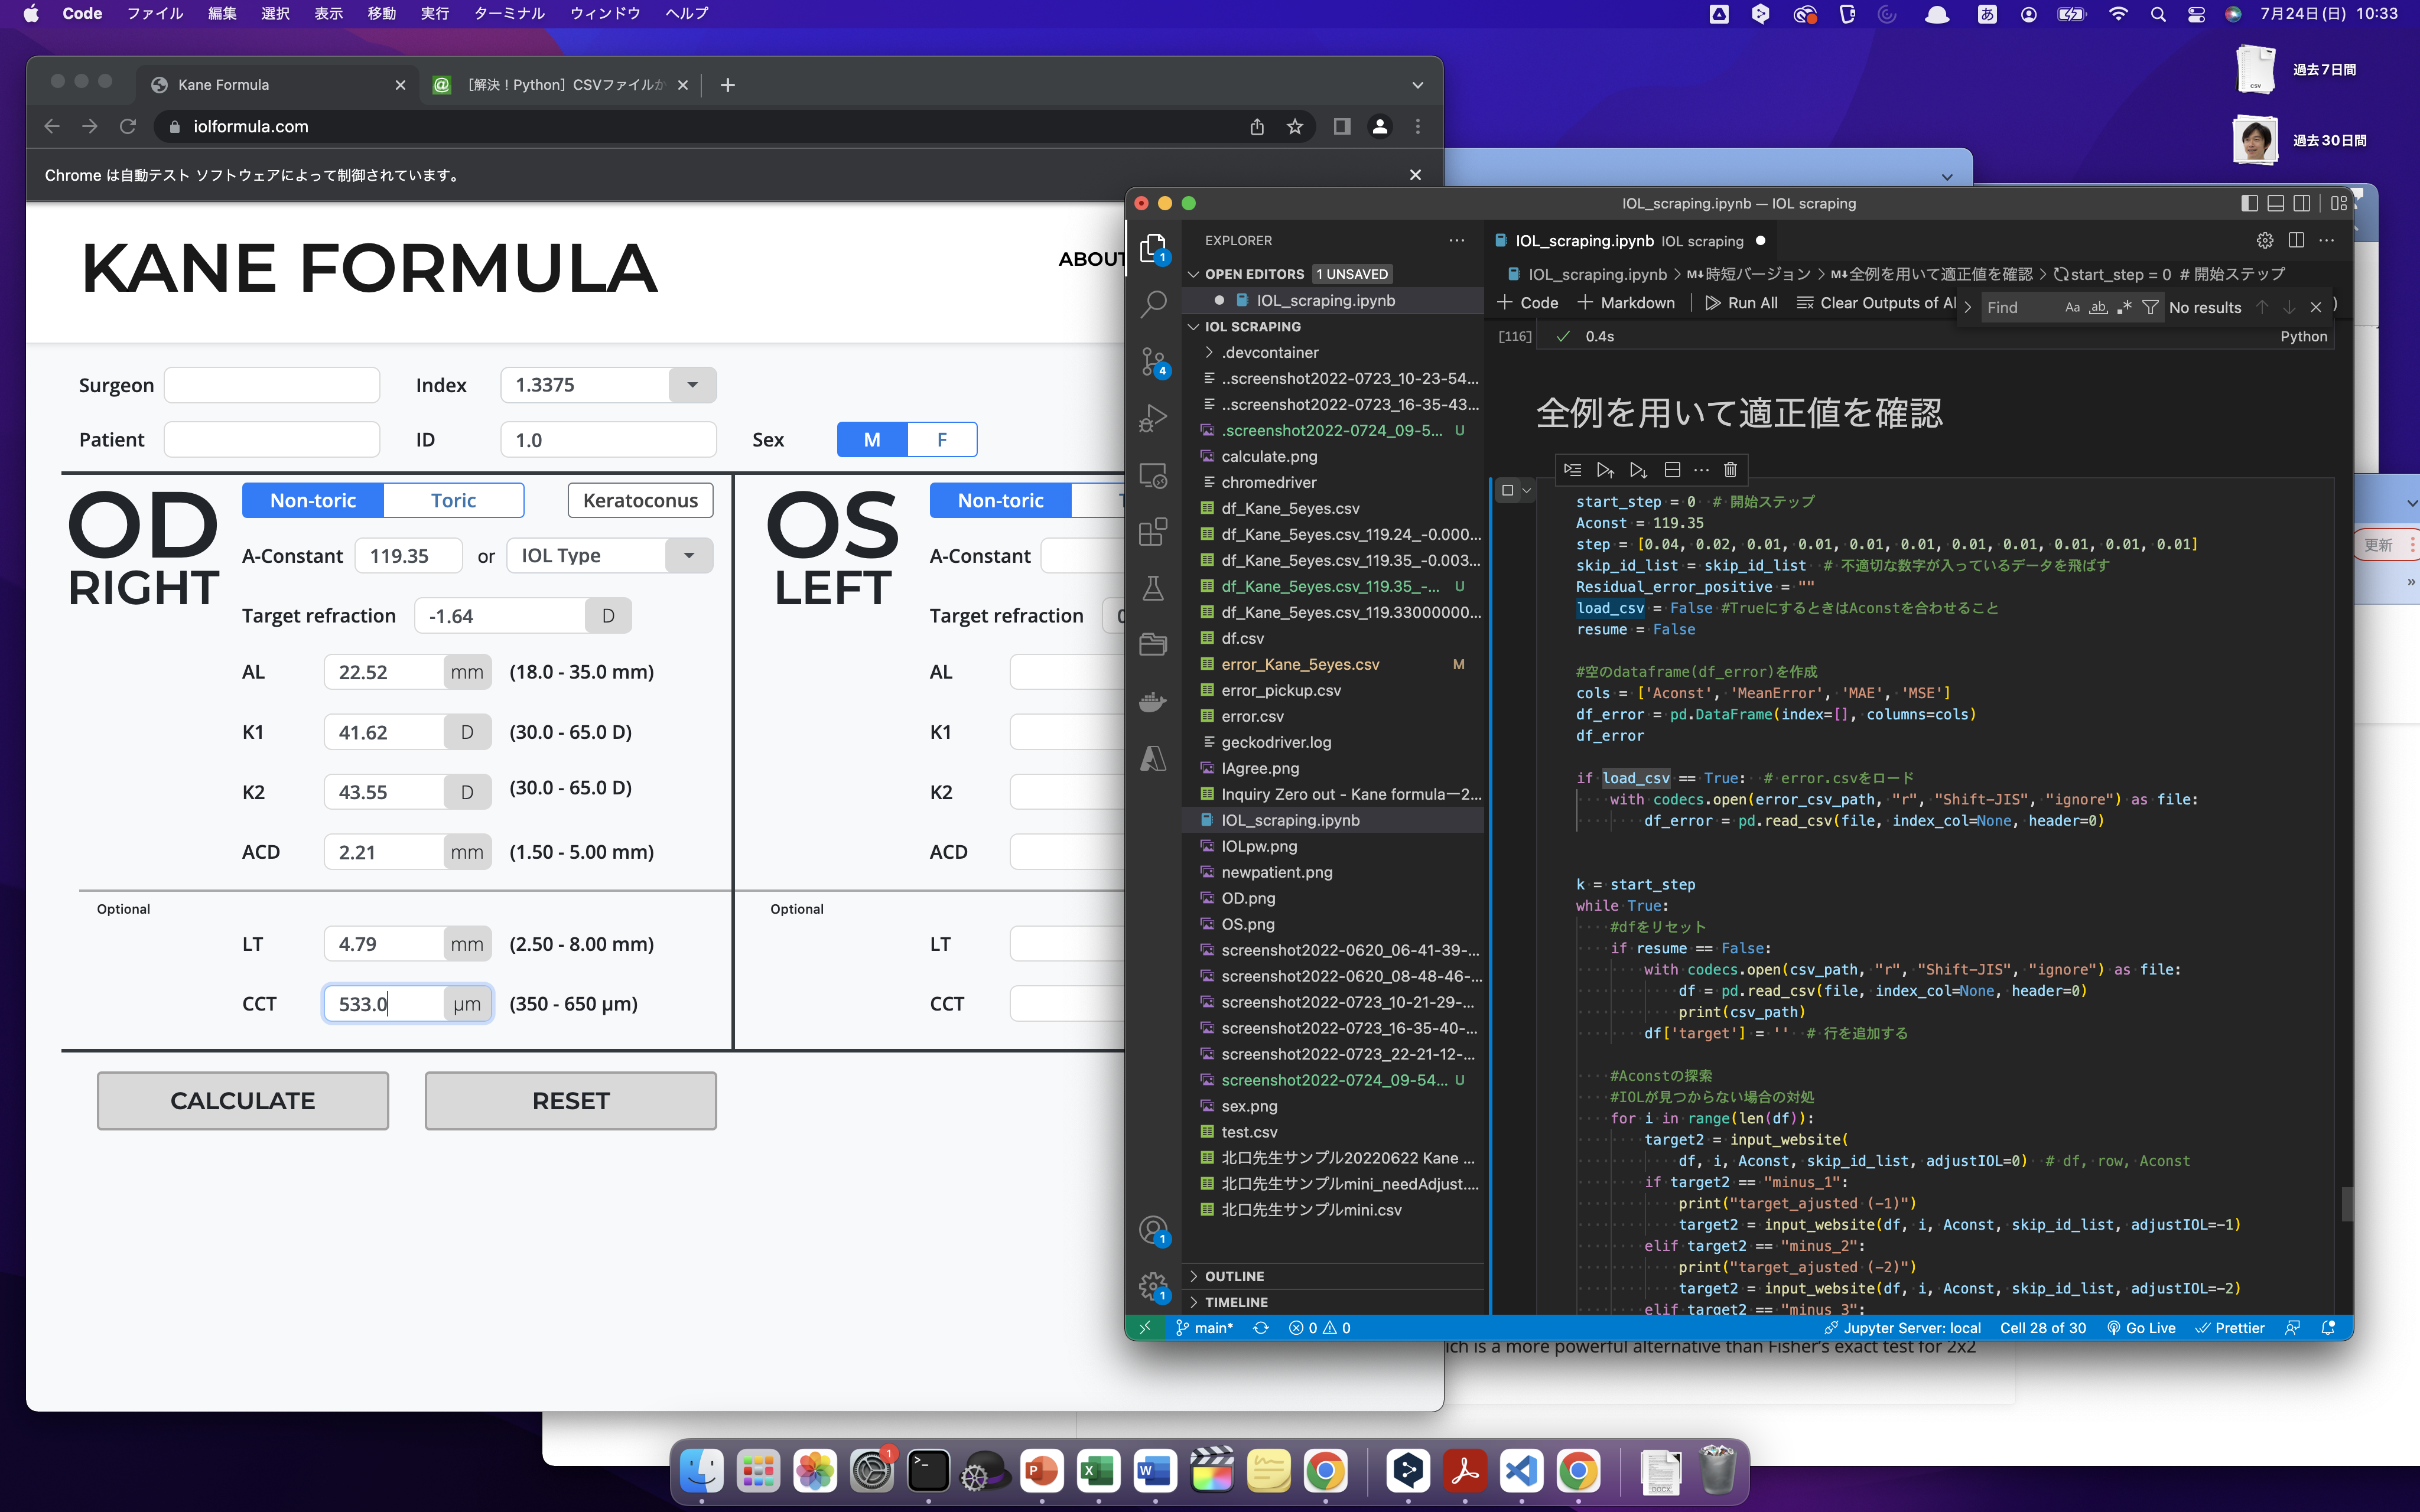 Code ファイル 編集 選択 表示 移動 実行 ターミナル ウィンドウ ヘルプ
あ 7月24日(日) 10:33
過去7日間
過去30日間
Kane Formula
［解決！Python］CSVファイルか
iolformula.com
Chrome は自動テスト ソフトウェアによって制御されています。
KANE FORMULA
ABOUT
Surgeon Index 1.3375
Patient ID 1.0 Sex M F
OD RIGHT
Non-toric Toric Keratoconus
A-Constant 119.35 or IOL Type
Target refraction -1.64 D
AL 22.52 mm (18.0 - 35.0 mm)
K1 41.62 D (30.0 - 65.0 D)
K2 43.55 D (30.0 - 65.0 D)
ACD 2.21 mm (1.50 - 5.00 mm)
Optional
LT 4.79 mm (2.50 - 8.00 mm)
CCT 533.0 µm (350 - 650 µm)
OS LEFT
Non-toric
A-Constant
Target refraction
AL
K1
K2
ACD
Optional
LT
CCT
CALCULATE RESET
IOL_scraping.ipynb — IOL scraping
EXPLORER
OPEN EDITORS 1 UNSAVED
IOL_scraping.ipynb
IOL SCRAPING
.devcontainer
..screenshot2022-0723_10-23-54...
..screenshot2022-0723_16-35-43...
.screenshot2022-0724_09-5... U
calculate.png
chromedriver
df_Kane_5eyes.csv
df_Kane_5eyes.csv_119.24_-0.000...
df_Kane_5eyes.csv_119.35_-0.003...
df_Kane_5eyes.csv_119.35_-... U
df_Kane_5eyes.csv_119.33000000...
df.csv
error_Kane_5eyes.csv M
error_pickup.csv
error.csv
geckodriver.log
IAgree.png
Inquiry Zero out - Kane formulaー2...
IOL_scraping.ipynb
IOLpw.png
newpatient.png
OD.png
OS.png
screenshot2022-0620_06-41-39-...
screenshot2022-0620_08-48-46-...
screenshot2022-0723_10-21-29-...
screenshot2022-0723_16-35-40-...
screenshot2022-0723_22-21-12-...
screenshot2022-0724_09-54... U
sex.png
test.csv
北口先生サンプル20220622 Kane ...
北口先生サンプルmini_needAdjust....
北口先生サンプルmini.csv
OUTLINE
TIMELINE
IOL_scraping.ipynb IOL scraping
IOL_scraping.ipynb > M↓時短バージョン > M↓全例を用いて適正値を確認 > start_step = 0 # 開始ステップ
+ Code + Markdown Run All Clear Outputs of Al
Find Aa ab .* No results
[116] 0.4s Python
全例を用いて適正値を確認
start_step = 0 # 開始ステップ
Aconst = 119.35
step = [0.04, 0.02, 0.01, 0.01, 0.01, 0.01, 0.01, 0.01, 0.01, 0.01, 0.01]
skip_id_list = skip_id_list # 不適切な数字が入っているデータを飛ばす
Residual_error_positive = ""
load_csv = False #TrueにするときはAconstを合わせること
resume = False
#空のdataframe(df_error)を作成
cols = ['Aconst', 'MeanError', 'MAE', 'MSE']
df_error = pd.DataFrame(index=[], columns=cols)
df_error
if load_csv == True: # error.csvをロード
with codecs.open(error_csv_path, "r", "Shift-JIS", "ignore") as file:
df_error = pd.read_csv(file, index_col=None, header=0)
k = start_step
while True:
#dfをリセット
if resume == False:
with codecs.open(csv_path, "r", "Shift-JIS", "ignore") as file:
df = pd.read_csv(file, index_col=None, header=0)
print(csv_path)
df['target'] = '' # 行を追加する
#Aconstの探索
#IOLが見つからない場合の対処
for i in range(len(df)):
target2 = input_website(
df, i, Aconst, skip_id_list, adjustIOL=0) # df, row, Aconst
if target2 == "minus_1":
print("target_ajusted (-1)")
target2 = input_website(df, i, Aconst, skip_id_list, adjustIOL=-1)
elif target2 == "minus_2":
print("target_ajusted (-2)")
target2 = input_website(df, i, Aconst, skip_id_list, adjustIOL=-2)
elif target2 == "minus_3":
main* 0 0 Jupyter Server: local Cell 28 of 30 Go Live Prettier
更新
ich is a more powerful alternative than Fisher's exact test for 2x2